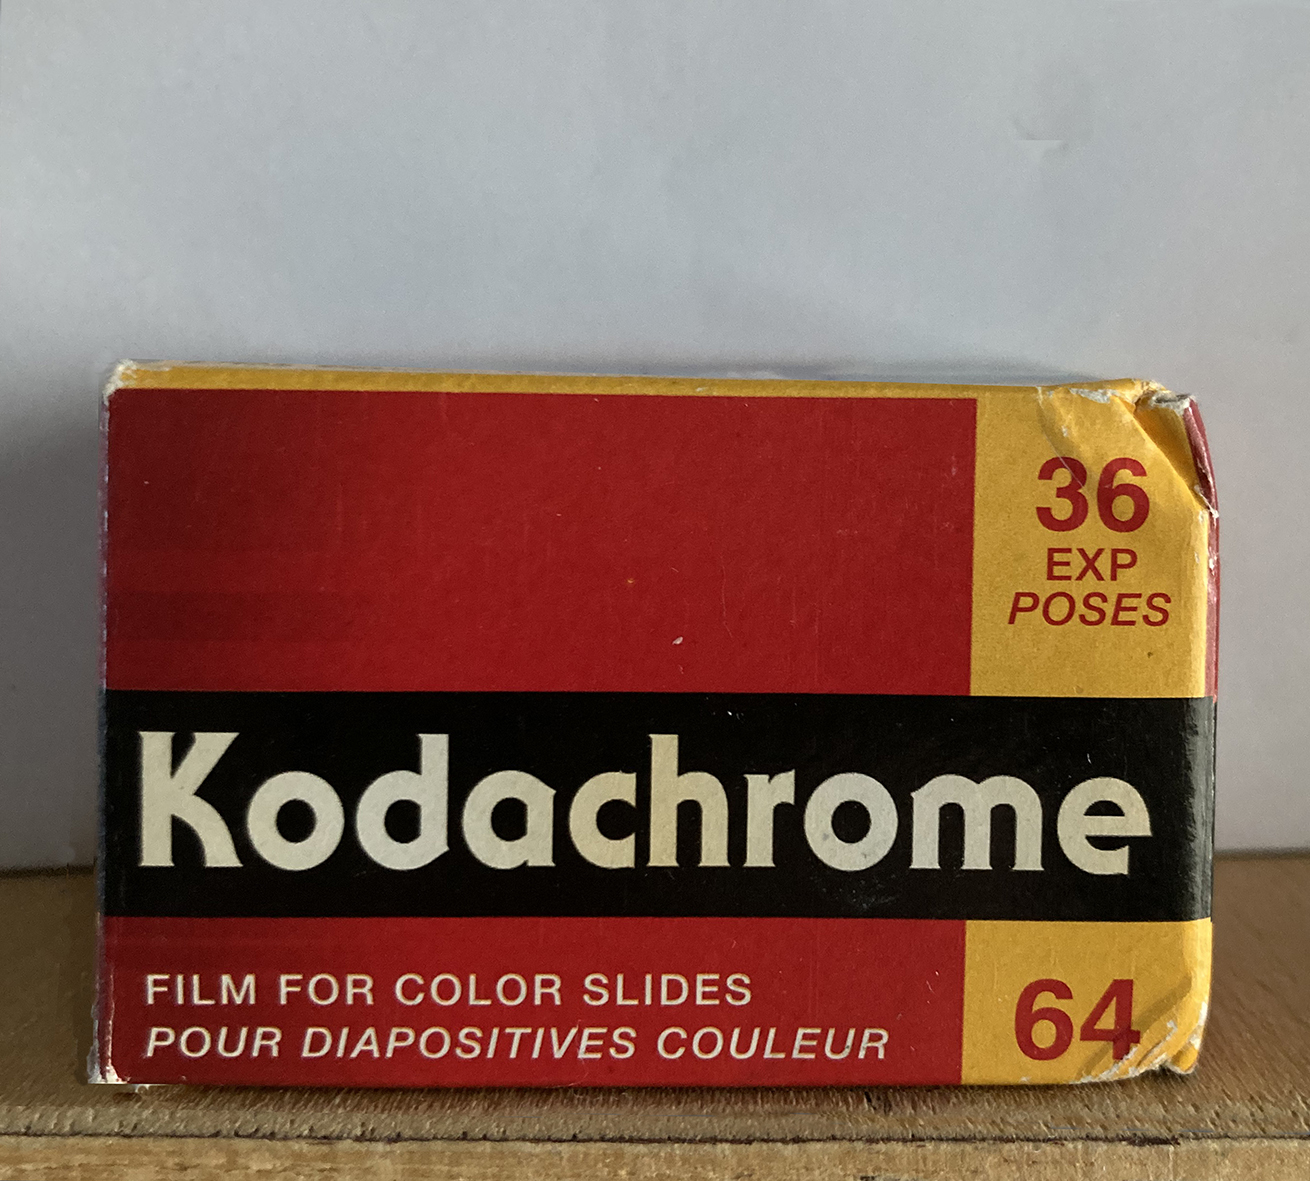 36
EXP
POSES
Kodachrome
FILM FOR COLOR SLIDES
POUR DIAPOSITIVES COULEUR
64